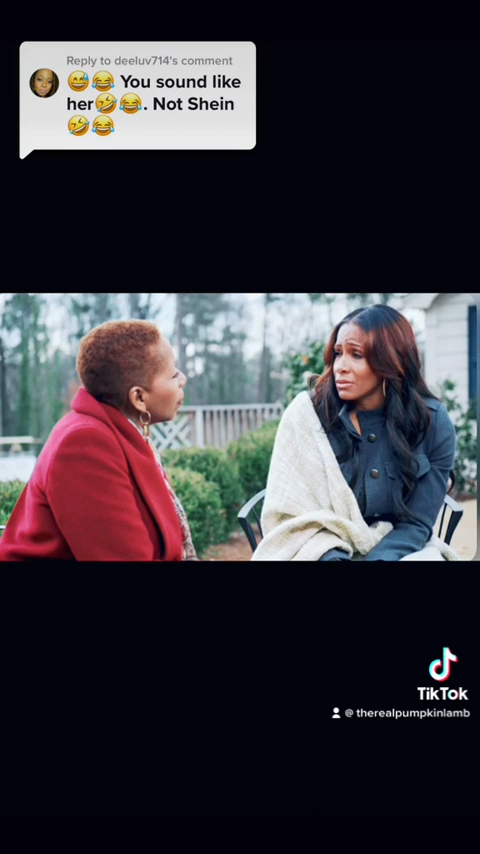 Reply to deeluv714's comment
😅😂 You sound like
her🤣😂. Not Shein
🤣😂
TikTok
@therealpumpkinlamb